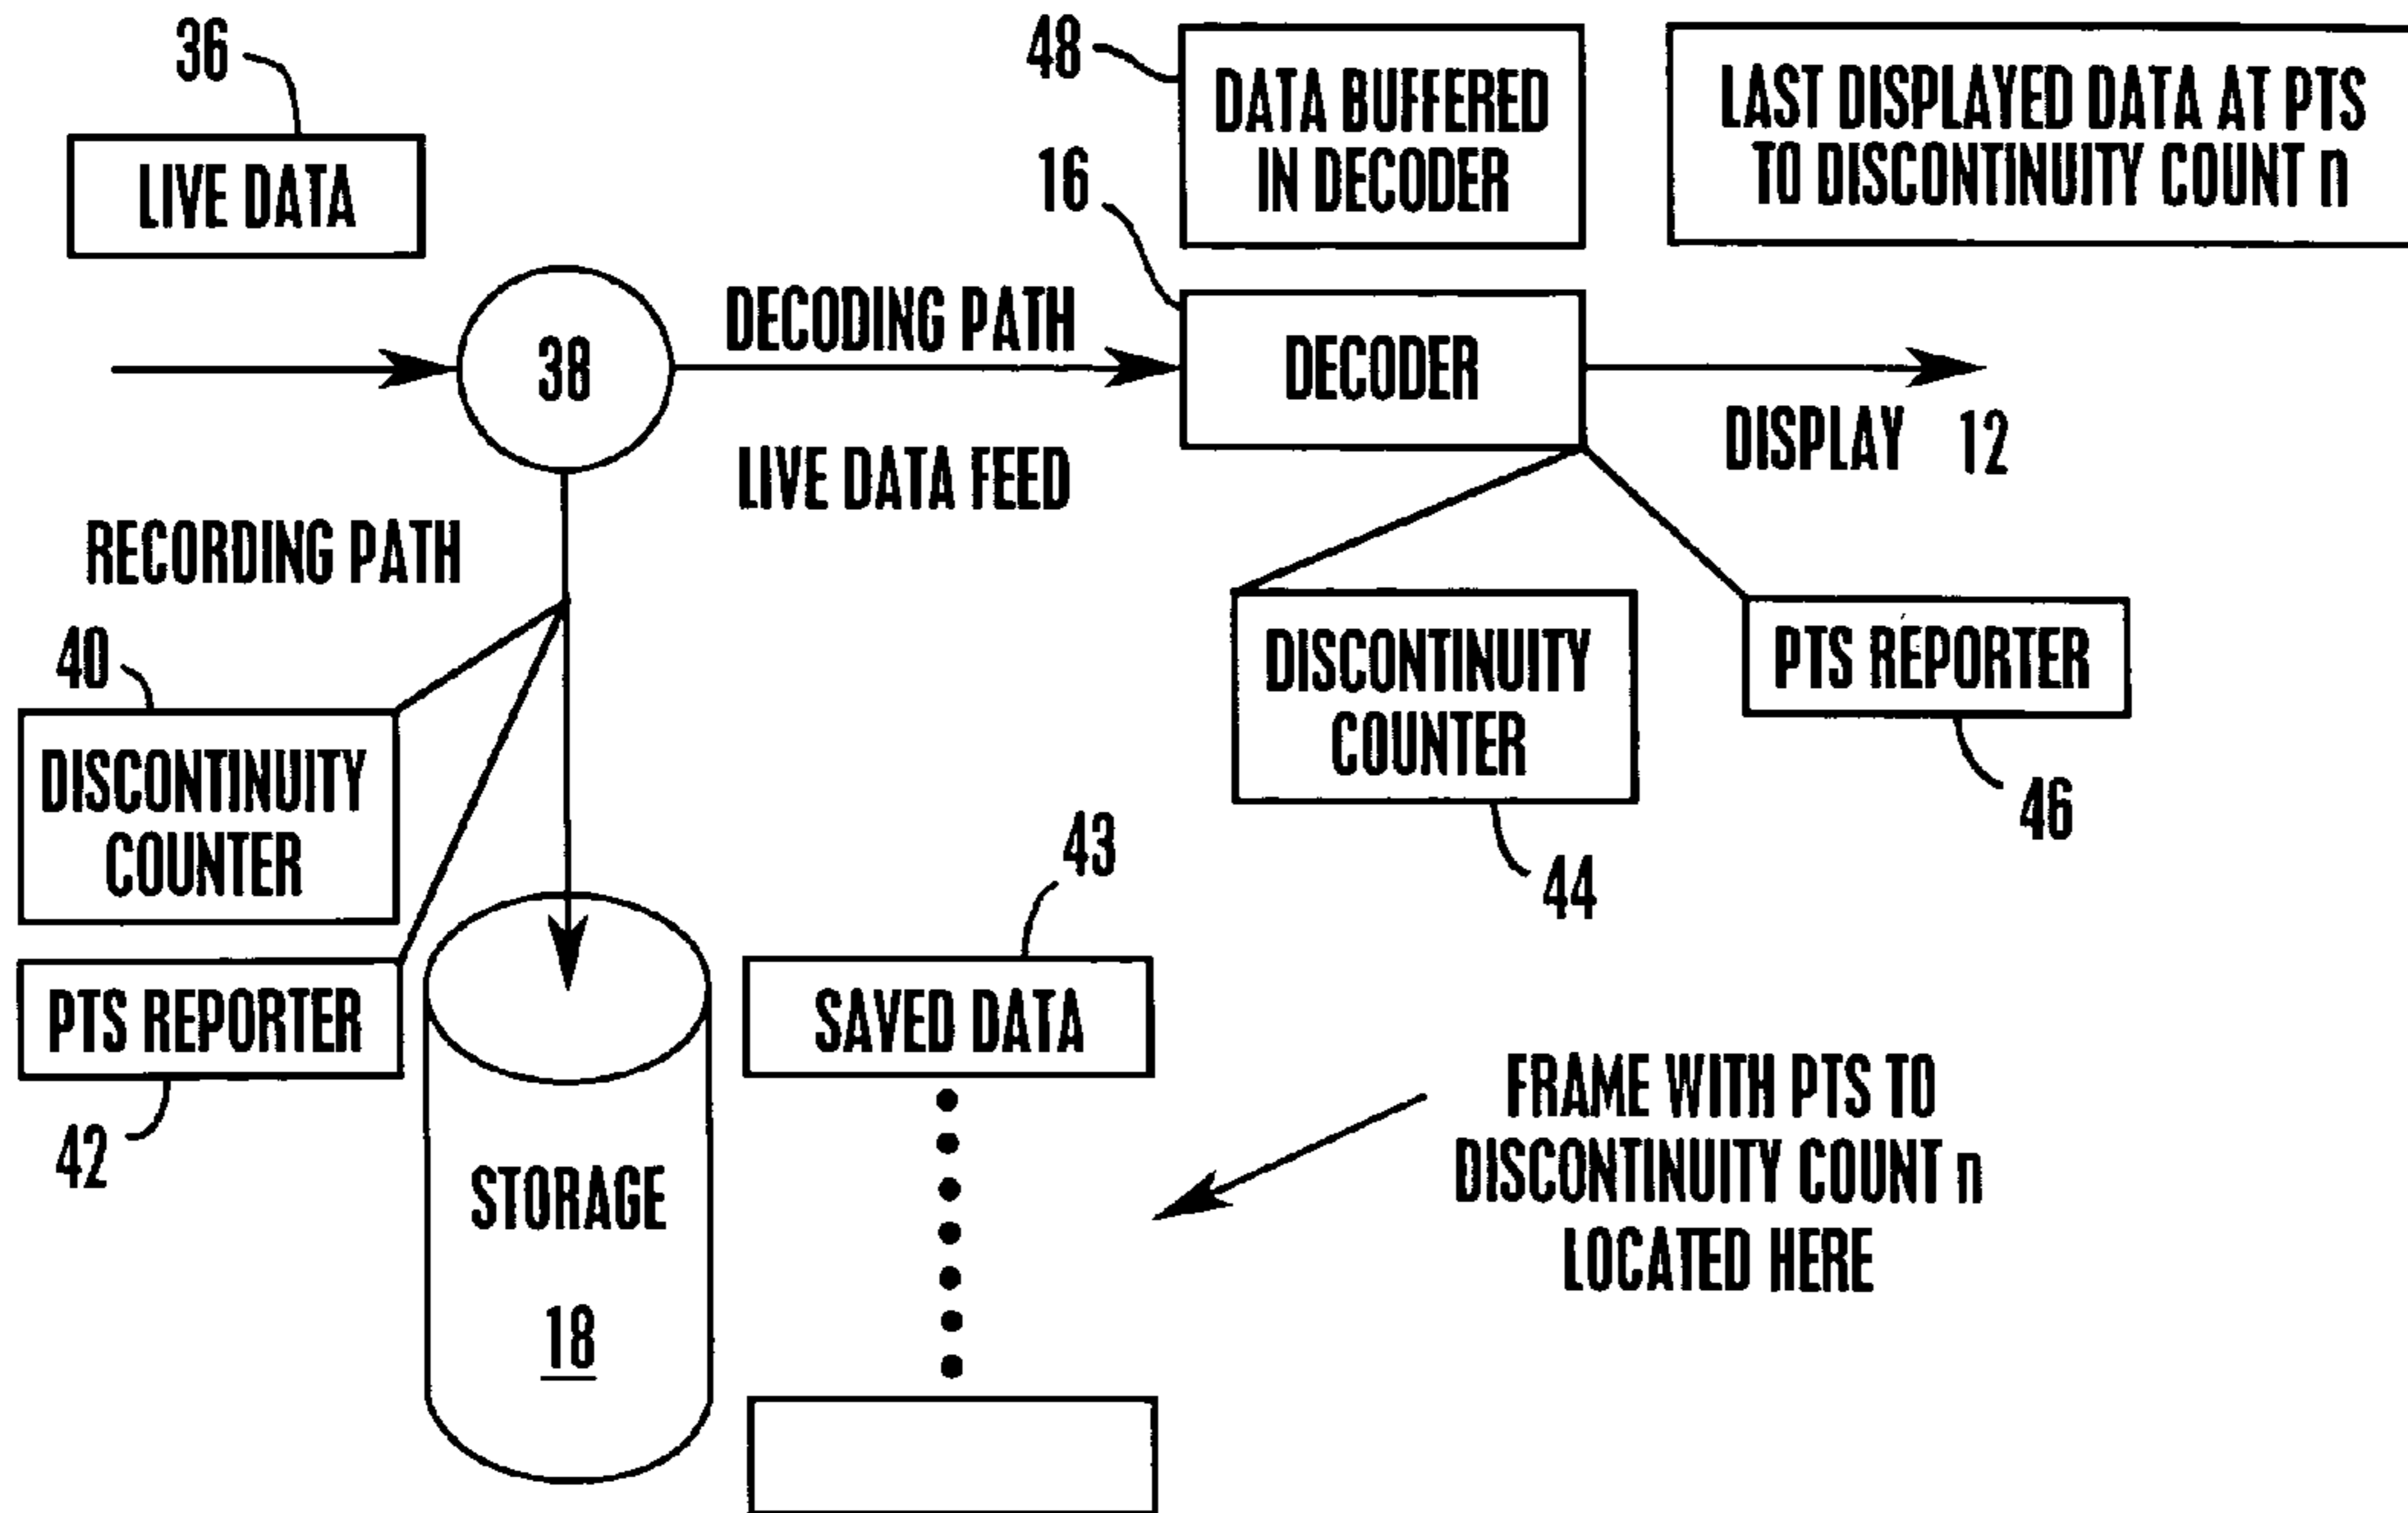 36
LIVE DATA
48
DATA BUFFERED
IN DECODER
LAST DISPLAYED DATA AT PTS
TO DISCONTINUITY COUNT n
16
38
DECODING PATH
LIVE DATA FEED
DECODER
DISPLAY 12
RECORDING PATH
40
DISCONTINUITY
COUNTER
PTS REPORTER
42
DISCONTINUITY
COUNTER
44
PTS REPORTER
46
STORAGE
18
43
SAVED DATA
FRAME WITH PTS TO
DISCONTINUITY COUNT n
LOCATED HERE